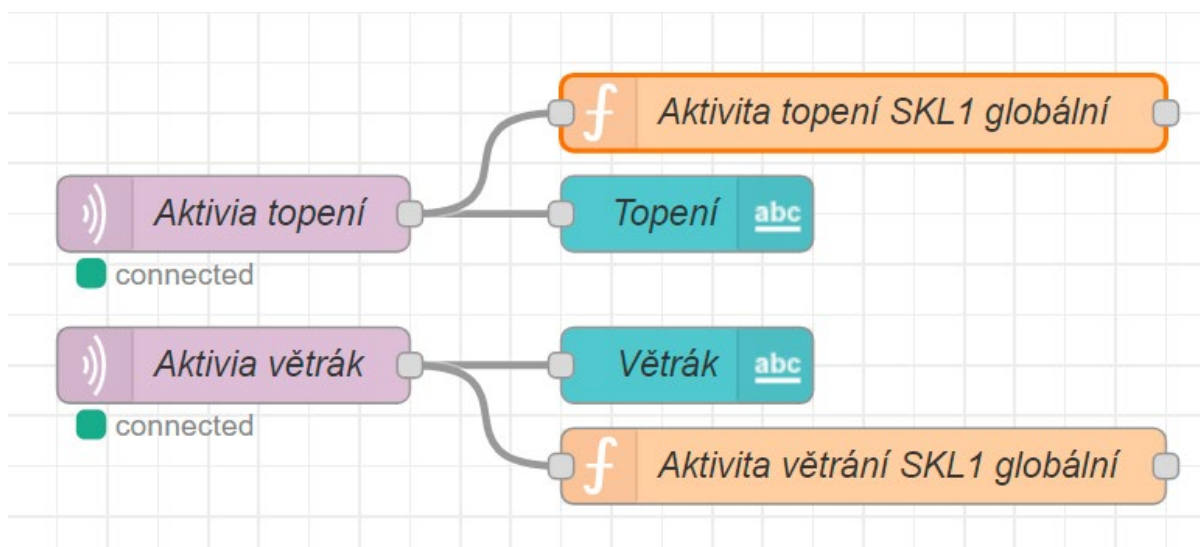 Aktivita topení SKL1 globální
Aktivia topení
Topení
abc
connected
Aktivia větrák
Větrák
abc
connected
Aktivita větrání SKL1 globální